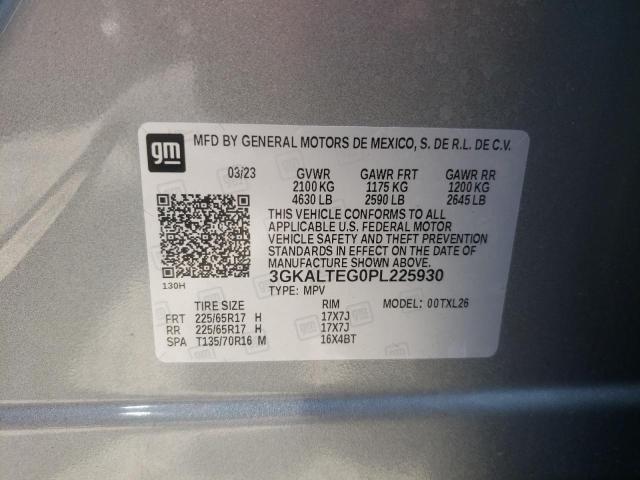 gm MFD BY GENERAL MOTORS DE MEXICO, S. DE R.L. DE C.V.
03/23 GVWR GAWR FRT GAWR RR
2100 KG 1175 KG 1200 KG
4630 LB 2590 LB 2645 LB
THIS VEHICLE CONFORMS TO ALL
APPLICABLE U.S. FEDERAL MOTOR
VEHICLE SAFETY AND THEFT PREVENTION
STANDARDS IN EFFECT ON THE DATE OF
MANUFACTURE SHOWN ABOVE.
3GKALTEG0PL225930
130H TYPE: MPV
TIRE SIZE RIM MODEL: 00TXL26
FRT 225/65R17 H 17X7J
RR 225/65R17 H 17X7J
SPA T135/70R16 M 16X4BT